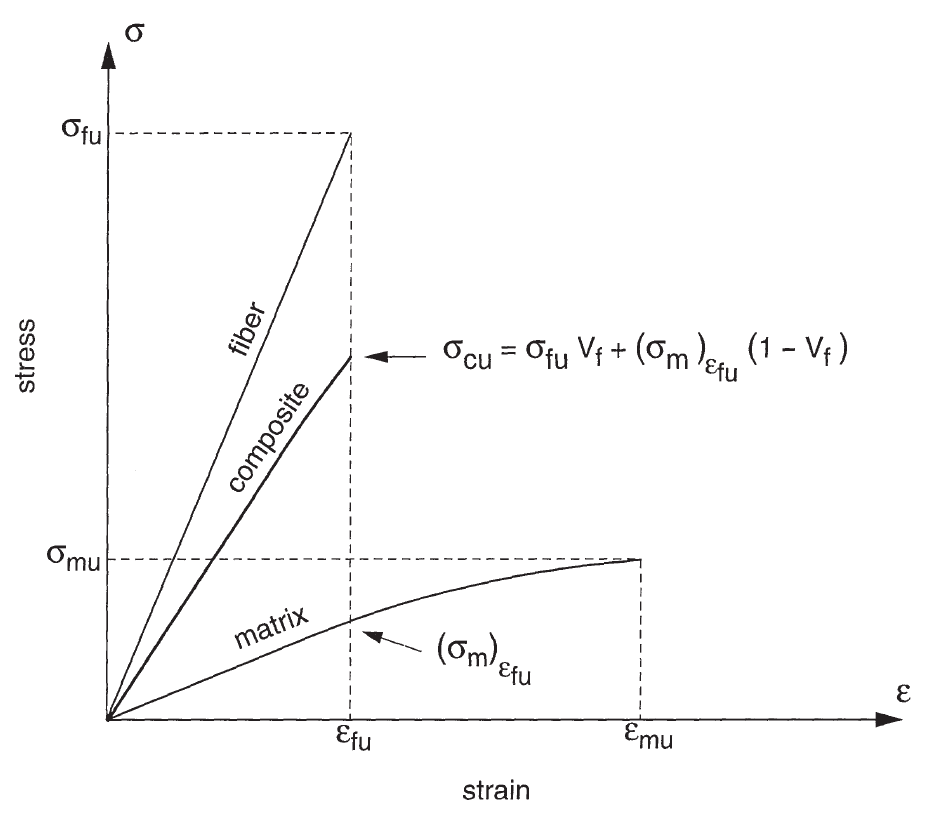 σ
σfu
fiber
stress
composite
σcu = σfu Vf + (σm)εfu (1 – Vf)
σmu
matrix
(σm)εfu
ε
εfu
εmu
strain